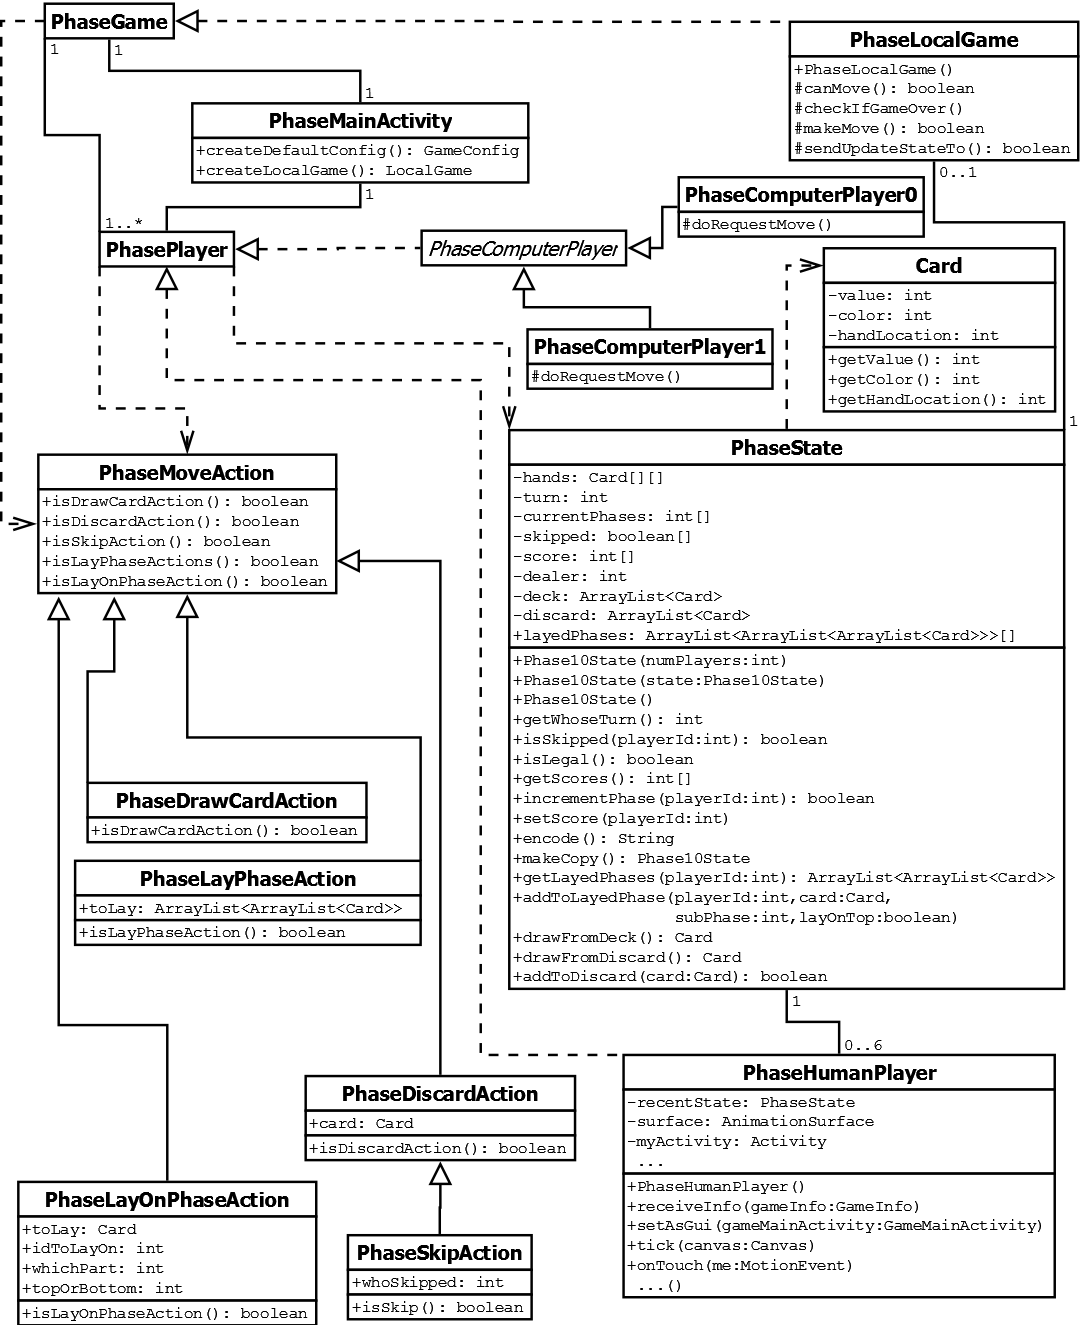 PhaseGame
1
1
PhaseLocalGame
+PhaseLocalGame()
#canMove(): boolean
#checkIfGameOver()
#makeMove(): boolean
#sendUpdateStateTo(): boolean
0..1
1
PhaseMainActivity
+createDefaultConfig(): GameConfig
+createLocalGame(): LocalGame
1
1..*
PhasePlayer
PhaseComputerPlayer
PhaseComputerPlayer0
#doRequestMove()
PhaseComputerPlayer1
#doRequestMove()
Card
-value: int
-color: int
-handLocation: int
+getValue(): int
+getColor(): int
+getHandLocation(): int
1
PhaseMoveAction
+isDrawCardAction(): boolean
+isDiscardAction(): boolean
+isSkipAction(): boolean
+isLayPhaseActions(): boolean
+isLayOnPhaseAction(): boolean
PhaseState
-hands: Card[][]
-turn: int
-currentPhases: int[]
-skipped: boolean[]
-score: int[]
-dealer: int
-deck: ArrayList<Card>
-discard: ArrayList<Card>
+layedPhases: ArrayList<ArrayList<ArrayList<Card>>>[]
+Phase10State(numPlayers:int)
+Phase10State(state:Phase10State)
+Phase10State()
+getWhoseTurn(): int
+isSkipped(playerId:int): boolean
+isLegal(): boolean
+getScores(): int[]
+incrementPhase(playerId:int): boolean
+setScore(playerId:int)
+encode(): String
+makeCopy(): Phase10State
+getLayedPhases(playerId:int): ArrayList<ArrayList<Card>>
+addToLayedPhase(playerId:int,card:Card,
subPhase:int,layOnTop:boolean)
+drawFromDeck(): Card
+drawFromDiscard(): Card
+addToDiscard(card:Card): boolean
1
0..6
PhaseDrawCardAction
+isDrawCardAction(): boolean
PhaseLayPhaseAction
+toLay: ArrayList<ArrayList<Card>>
+isLayPhaseAction(): boolean
PhaseDiscardAction
+card: Card
+isDiscardAction(): boolean
PhaseHumanPlayer
-recentState: PhaseState
-surface: AnimationSurface
-myActivity: Activity
...
+PhaseHumanPlayer()
+receiveInfo(gameInfo:GameInfo)
+setAsGui(gameMainActivity:GameMainActivity)
+tick(canvas:Canvas)
+onTouch(me:MotionEvent)
...()
PhaseLayOnPhaseAction
+toLay: Card
+idToLayOn: int
+whichPart: int
+topOrBottom: int
+isLayOnPhaseAction(): boolean
PhaseSkipAction
+whoSkipped: int
+isSkip(): boolean